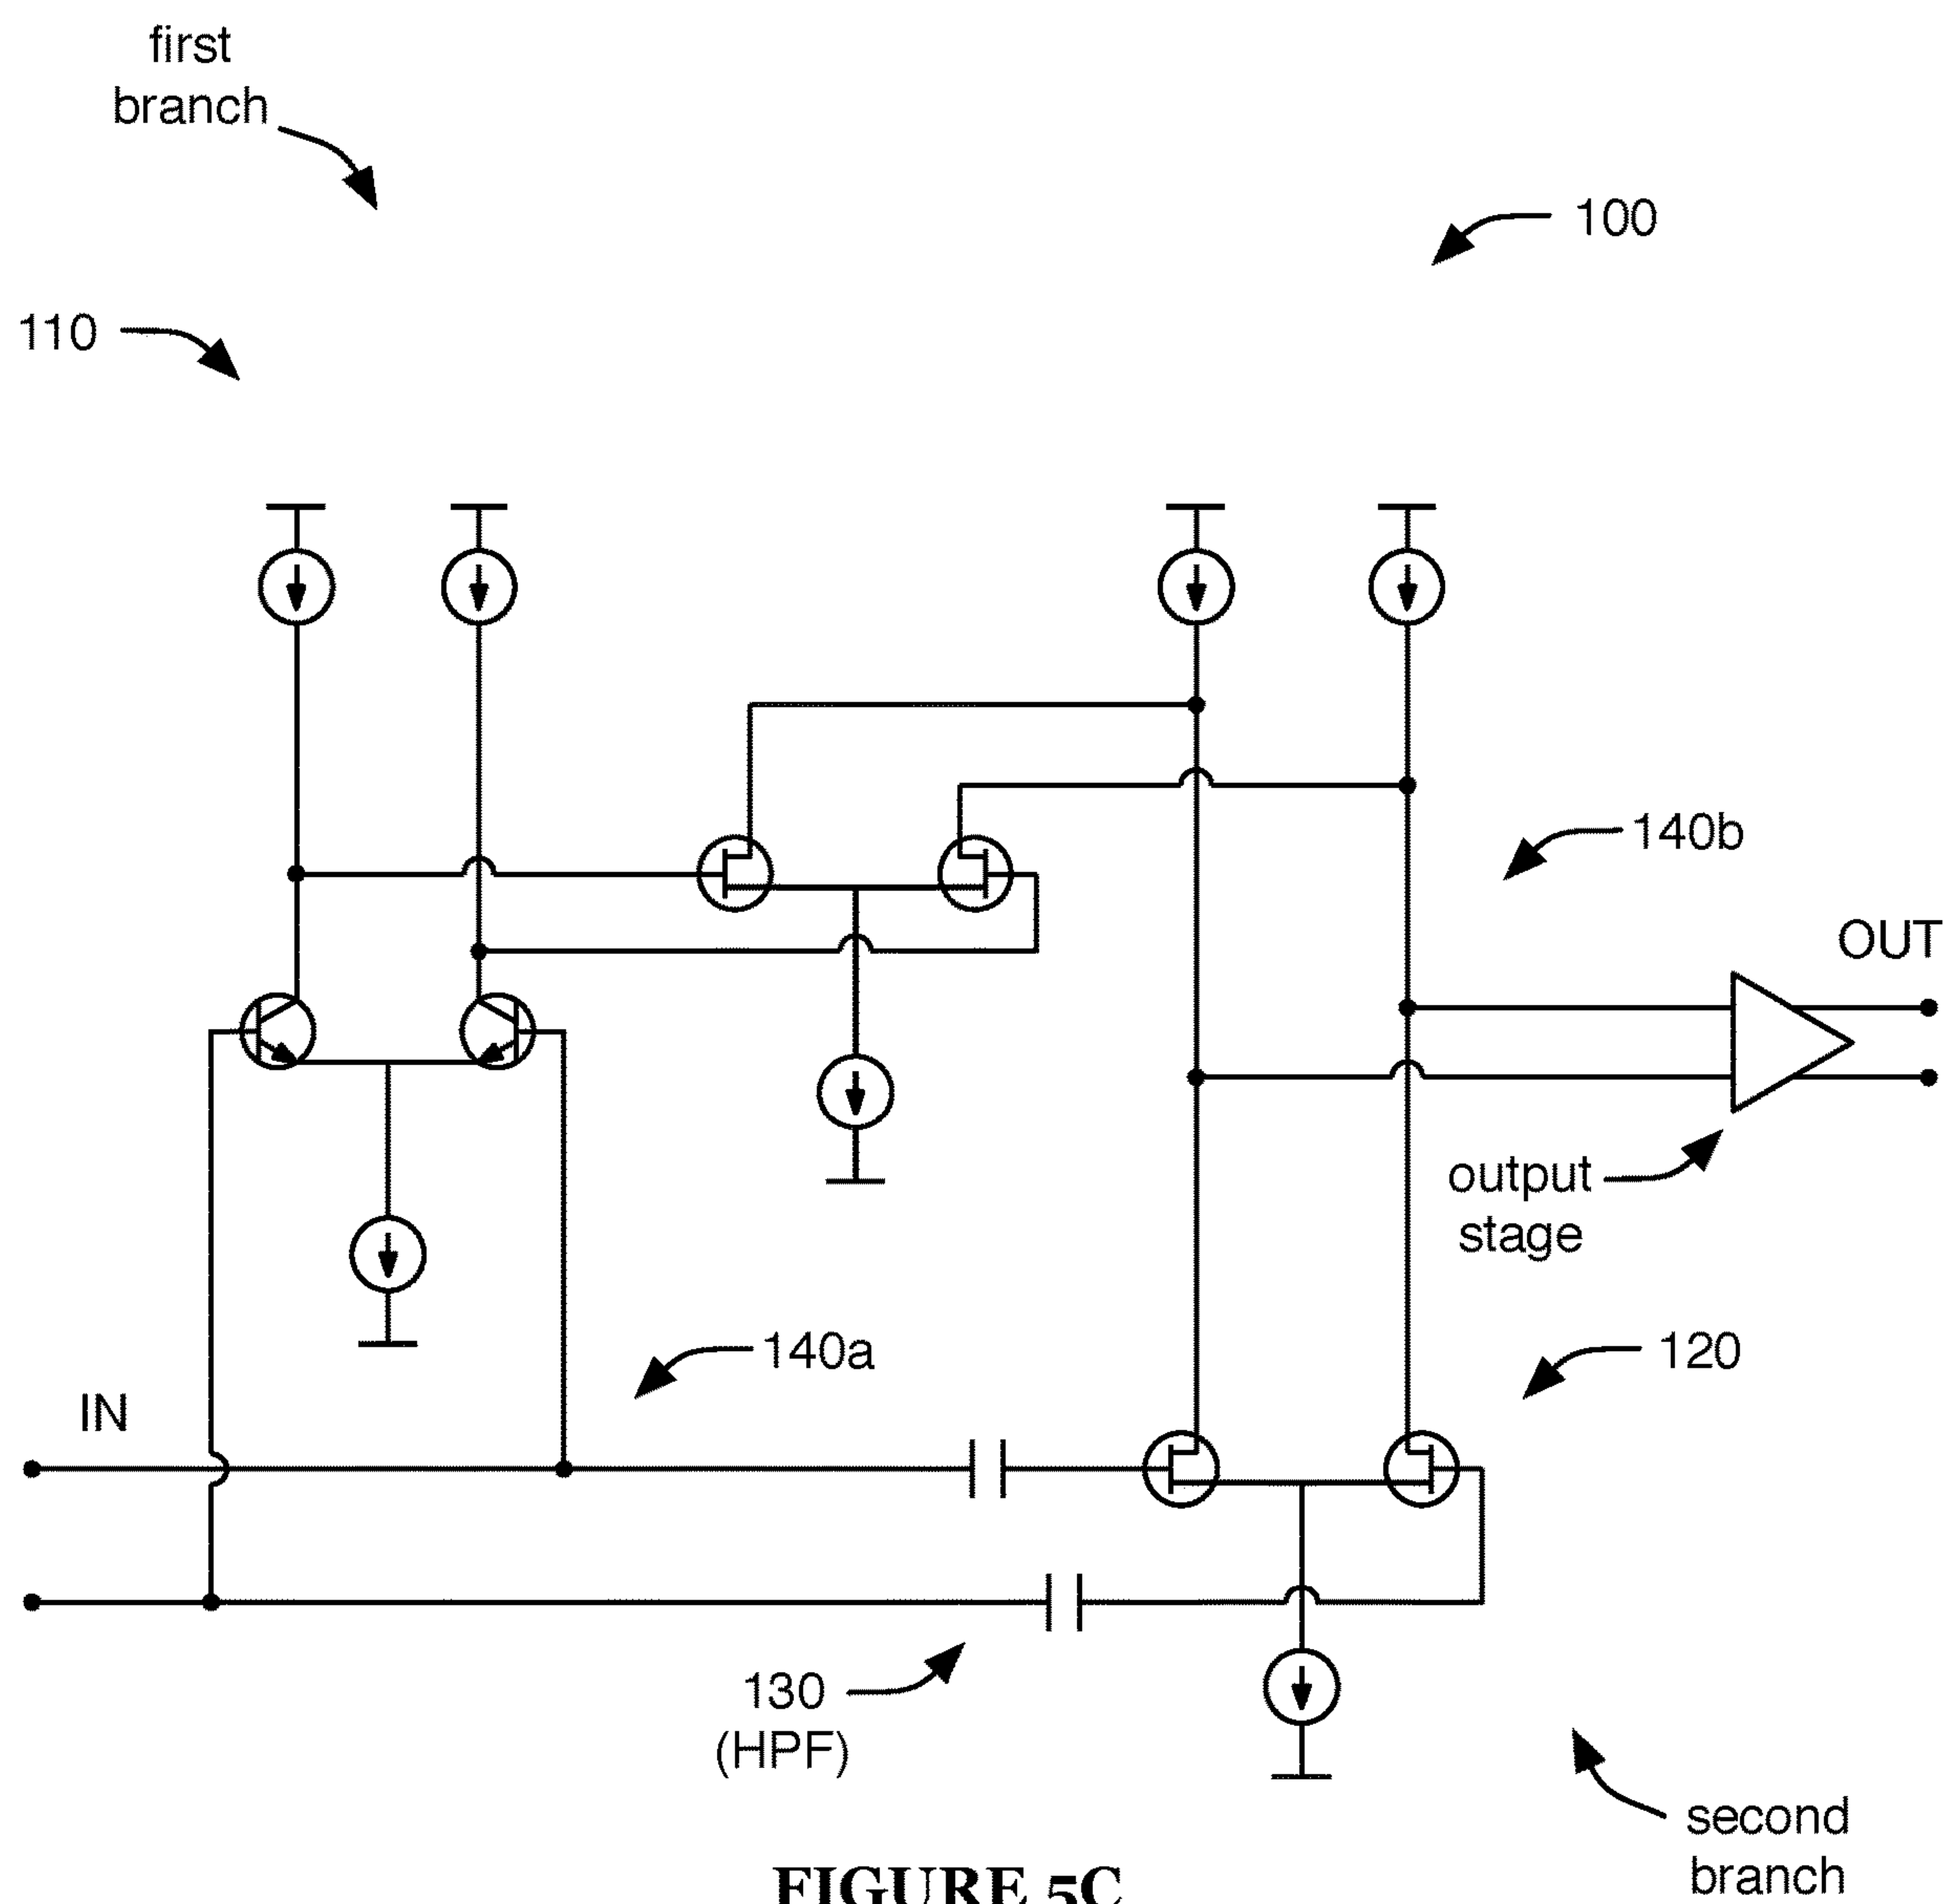 first
branch
100
110
140b
OUT
output
stage
140a
120
IN
130
(HPF)
second
branch
FIGURE 5C